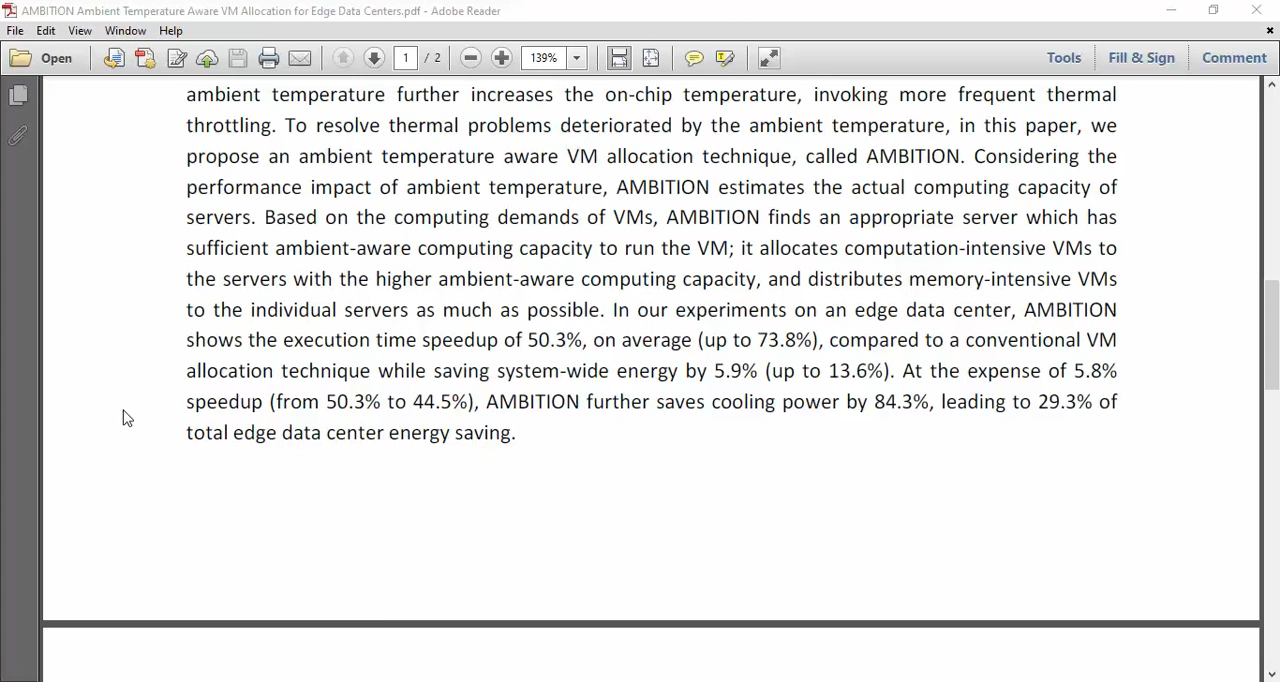 AMBITION Ambient Temperature Aware VM Allocation for Edge Data Centers.pdf - Adobe Reader
File Edit View Window Help
Open 1 / 2 139% Tools Fill & Sign Comment
ambient temperature further increases the on-chip temperature, invoking more frequent thermal
throttling. To resolve thermal problems deteriorated by the ambient temperature, in this paper, we
propose an ambient temperature aware VM allocation technique, called AMBITION. Considering the
performance impact of ambient temperature, AMBITION estimates the actual computing capacity of
servers. Based on the computing demands of VMs, AMBITION finds an appropriate server which has
sufficient ambient-aware computing capacity to run the VM; it allocates computation-intensive VMs to
the servers with the higher ambient-aware computing capacity, and distributes memory-intensive VMs
to the individual servers as much as possible. In our experiments on an edge data center, AMBITION
shows the execution time speedup of 50.3%, on average (up to 73.8%), compared to a conventional VM
allocation technique while saving system-wide energy by 5.9% (up to 13.6%). At the expense of 5.8%
speedup (from 50.3% to 44.5%), AMBITION further saves cooling power by 84.3%, leading to 29.3% of
total edge data center energy saving.